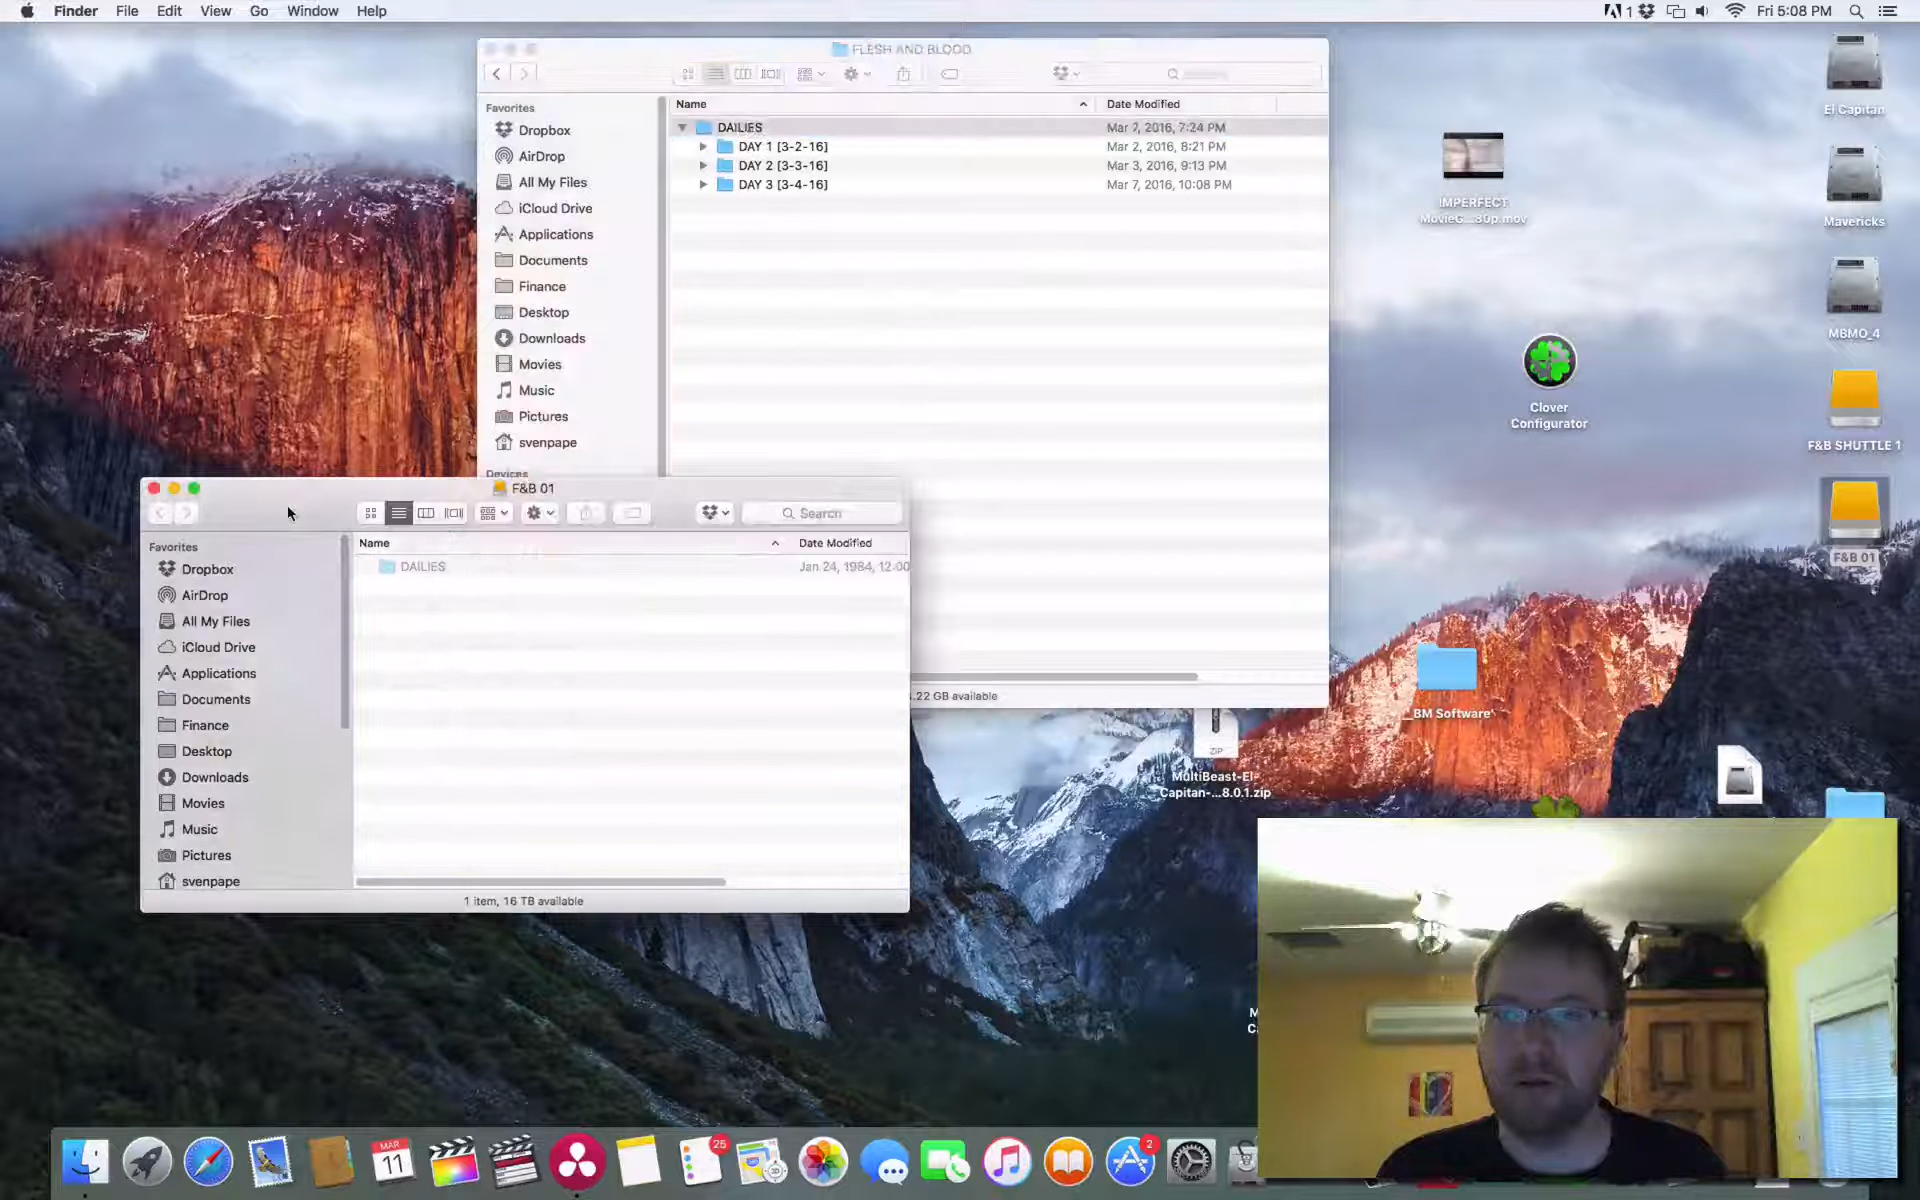 Finder File Edit View Go Window Help
1 Fri 5:08 PM
FLESH AND BLOOD
Favorites
Dropbox
AirDrop
All My Files
iCloud Drive
Applications
Documents
Finance
Desktop
Downloads
Movies
Music
Pictures
svenpape
Devices
Name Date Modified
DAILIES Mar 7, 2016, 7:24 PM
DAY 1 [3-2-16] Mar 2, 2016, 8:21 PM
DAY 2 [3-3-16] Mar 3, 2016, 9:13 PM
DAY 3 [3-4-16] Mar 7, 2016, 10:08 PM
.22 GB available
F&B 01
Search
Favorites
Dropbox
AirDrop
All My Files
iCloud Drive
Applications
Documents
Finance
Desktop
Downloads
Movies
Music
Pictures
svenpape
Name Date Modified
DAILIES Jan 24, 1984, 12:00
1 item, 16 TB available
IMPERFECT
MovieG...80p.mov
Clover
Configurator
El Capitan
Mavericks
MBMO_4
F&B SHUTTLE 1
F&B 01
_BM Software
ZIP
MultiBeast-El-
Capitan-...8.0.1.zip
MAR
11
25
2